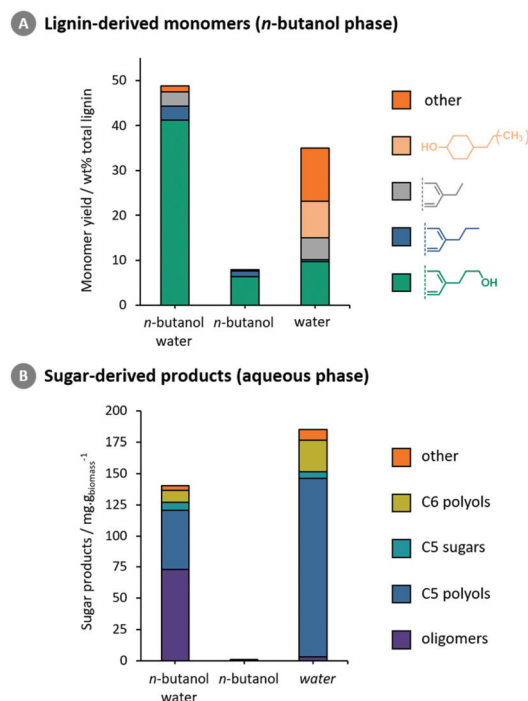 A Lignin-derived monomers (n-butanol phase)
Monomer yield / wt% total lignin
50
40
30
20
10
0
n-butanol water
n-butanol
water
other
HO (CH3)
OH
B Sugar-derived products (aqueous phase)
Sugar products / mg.gbiomass-1
200
175
150
125
100
75
50
25
0
n-butanol water
n-butanol
water
other
C6 polyols
C5 sugars
C5 polyols
oligomers